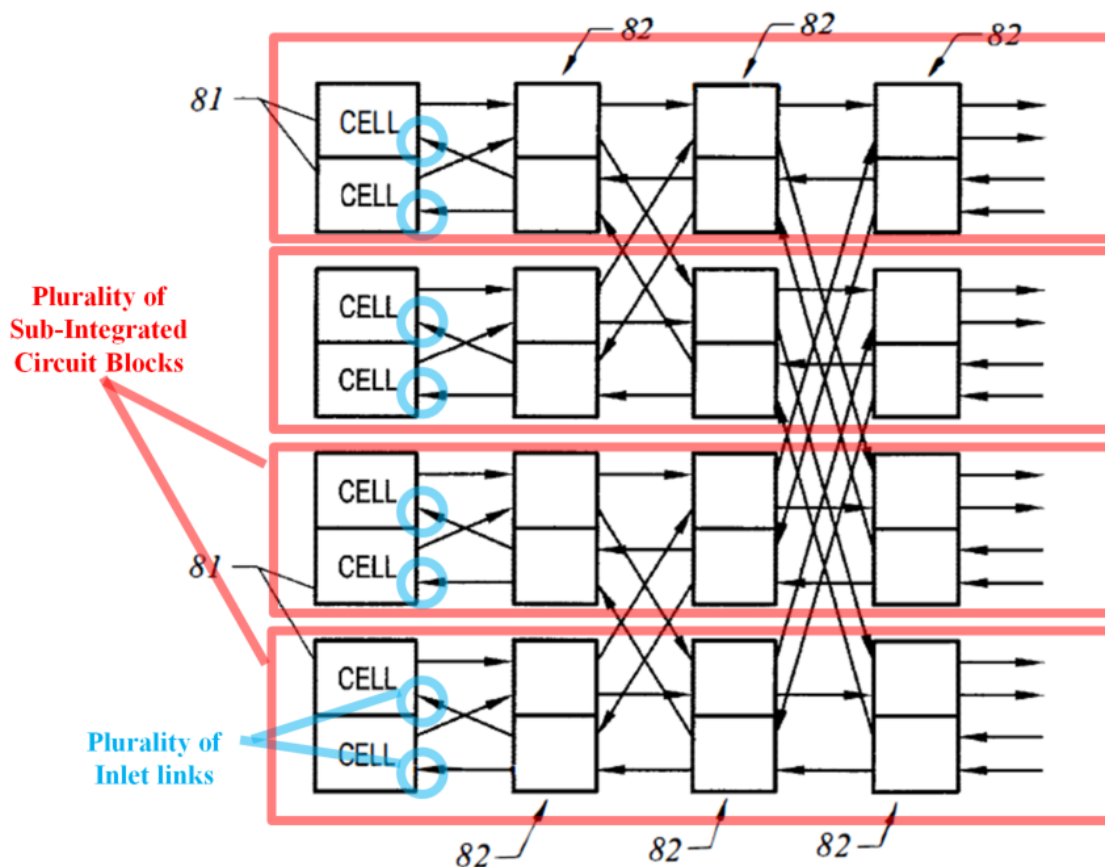 82
82
82
81
CELL
CELL
CELL
CELL
Plurality of
Sub-Integrated
Circuit Blocks
CELL
CELL
81
CELL
CELL
Plurality of
Inlet links
82
82
82